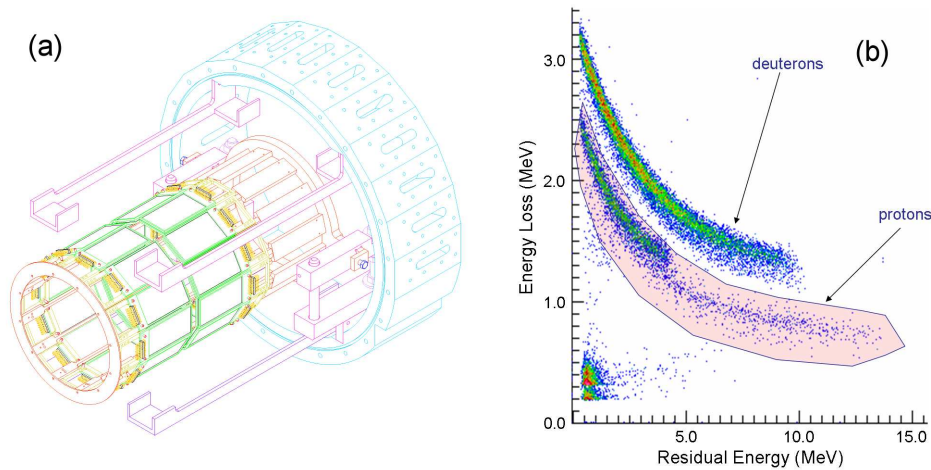 (a)
(b)
deuterons
protons
Energy Loss (MeV)
3.0
2.0
1.0
0.0
5.0
10.0
15.0
Residual Energy (MeV)